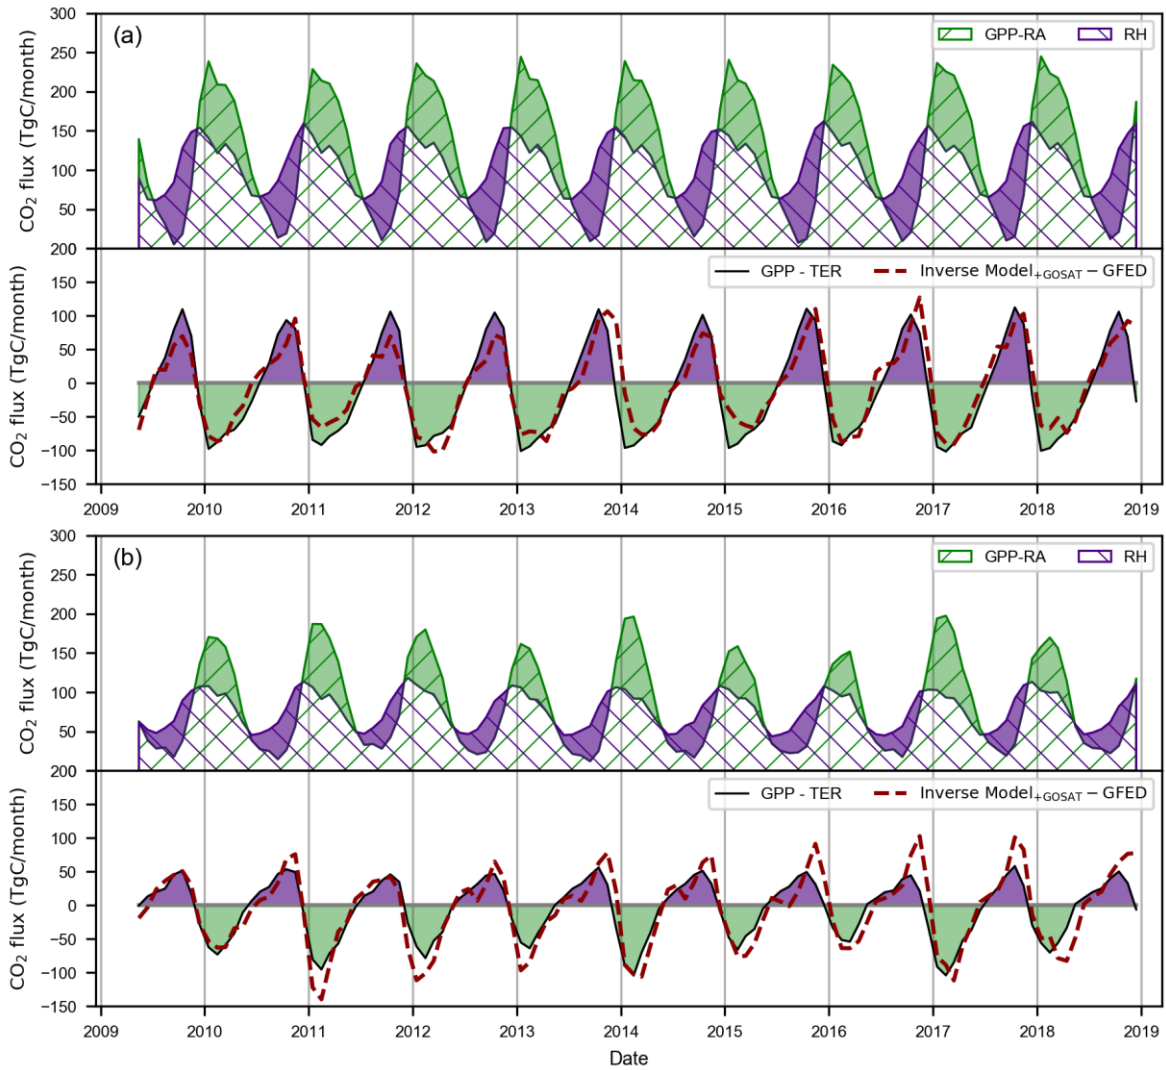 (a)
GPP-RA RH
CO₂ flux (TgC/month)
300
250
200
150
100
50
200
GPP - TER Inverse Model₊GOSAT − GFED
CO₂ flux (TgC/month)
150
100
50
0
−50
−100
−150
2009 2010 2011 2012 2013 2014 2015 2016 2017 2018 2019
(b)
GPP-RA RH
CO₂ flux (TgC/month)
300
250
200
150
100
50
200
GPP - TER Inverse Model₊GOSAT − GFED
CO₂ flux (TgC/month)
150
100
50
0
−50
−100
−150
2009 2010 2011 2012 2013 2014 2015 2016 2017 2018 2019
Date